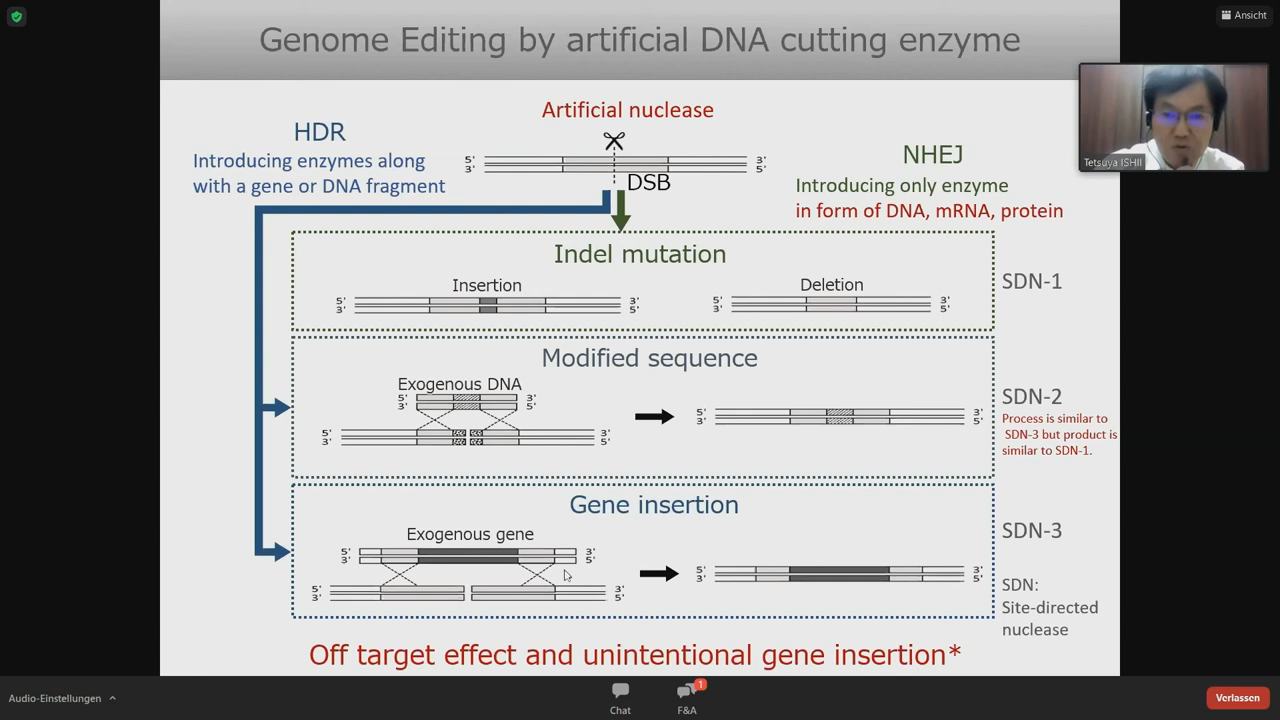 Ansicht
Genome Editing by artificial DNA cutting enzyme
Tetsuya ISHII
Artificial nuclease
HDR
Introducing enzymes along
with a gene or DNA fragment
5' 3'
3' 5'
DSB
NHEJ
Introducing only enzyme
in form of DNA, mRNA, protein
Indel mutation
SDN-1
Insertion
5' 3'
3' 5'
Deletion
5' 3'
3' 5'
Modified sequence
Exogenous DNA
5' 3'
3' 5'
5' 3'
3' 5'
5' 3'
3' 5'
SDN-2
Process is similar to
SDN-3 but product is
similar to SDN-1.
Gene insertion
Exogenous gene
5' 3'
3' 5'
5' 3'
3' 5'
5' 3'
3' 5'
SDN-3
SDN:
Site-directed
nuclease
Off target effect and unintentional gene insertion*
Audio-Einstellungen
Chat
1
F&A
Verlassen